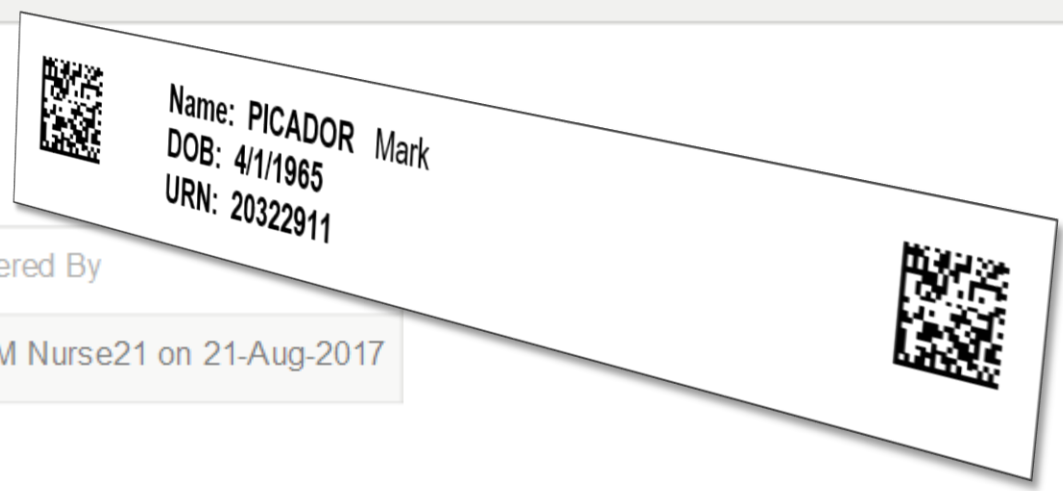 Name: PICADOR Mark
DOB: 4/1/1965
URN: 20322911
ered By
M Nurse21 on 21-Aug-2017